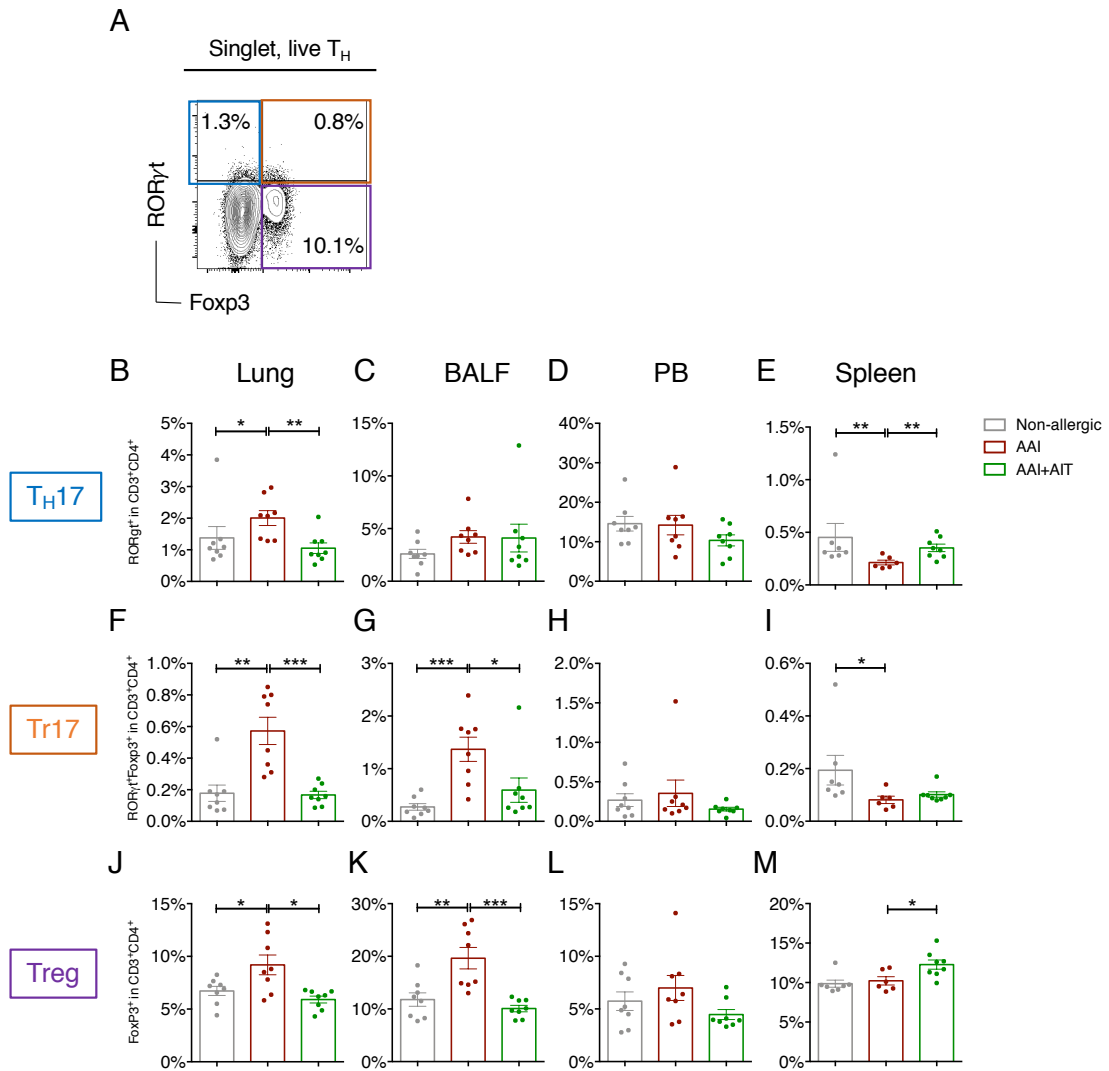 A
Singlet, live TH
1.3%
0.8%
10.1%
RORγt
Foxp3
B
Lung
C
BALF
D
PB
E
Spleen
Non-allergic
AAI
AAI+AIT
TH17
RORgt+ in CD3+CD4+
5%
4%
3%
2%
1%
0%
*
**
15%
10%
5%
0%
40%
30%
20%
10%
0%
1.5%
1.0%
0.5%
0.0%
**
**
F
G
H
I
Tr17
RORγt+Foxp3+ in CD3+CD4+
1.0%
0.8%
0.6%
0.4%
0.2%
0.0%
**
***
3%
2%
1%
0%
***
*
2.0%
1.5%
1.0%
0.5%
0.0%
0.6%
0.4%
0.2%
0.0%
*
J
K
L
M
Treg
FoxP3+ in CD3+CD4+
15%
10%
5%
0%
*
*
30%
20%
10%
0%
**
***
15%
10%
5%
0%
20%
15%
10%
5%
0%
*